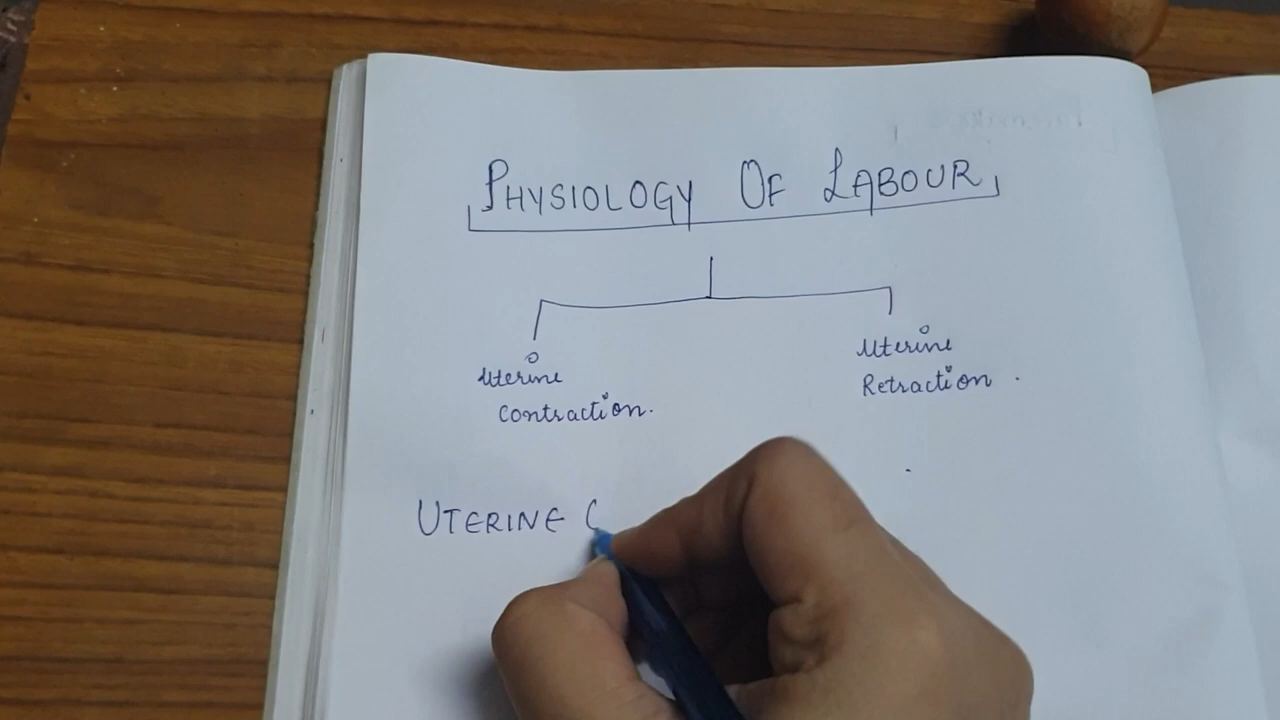 PHYSIOLOGY OF LABOUR
Uterine
Contraction.
Uterine
Retraction.
UTERINE C